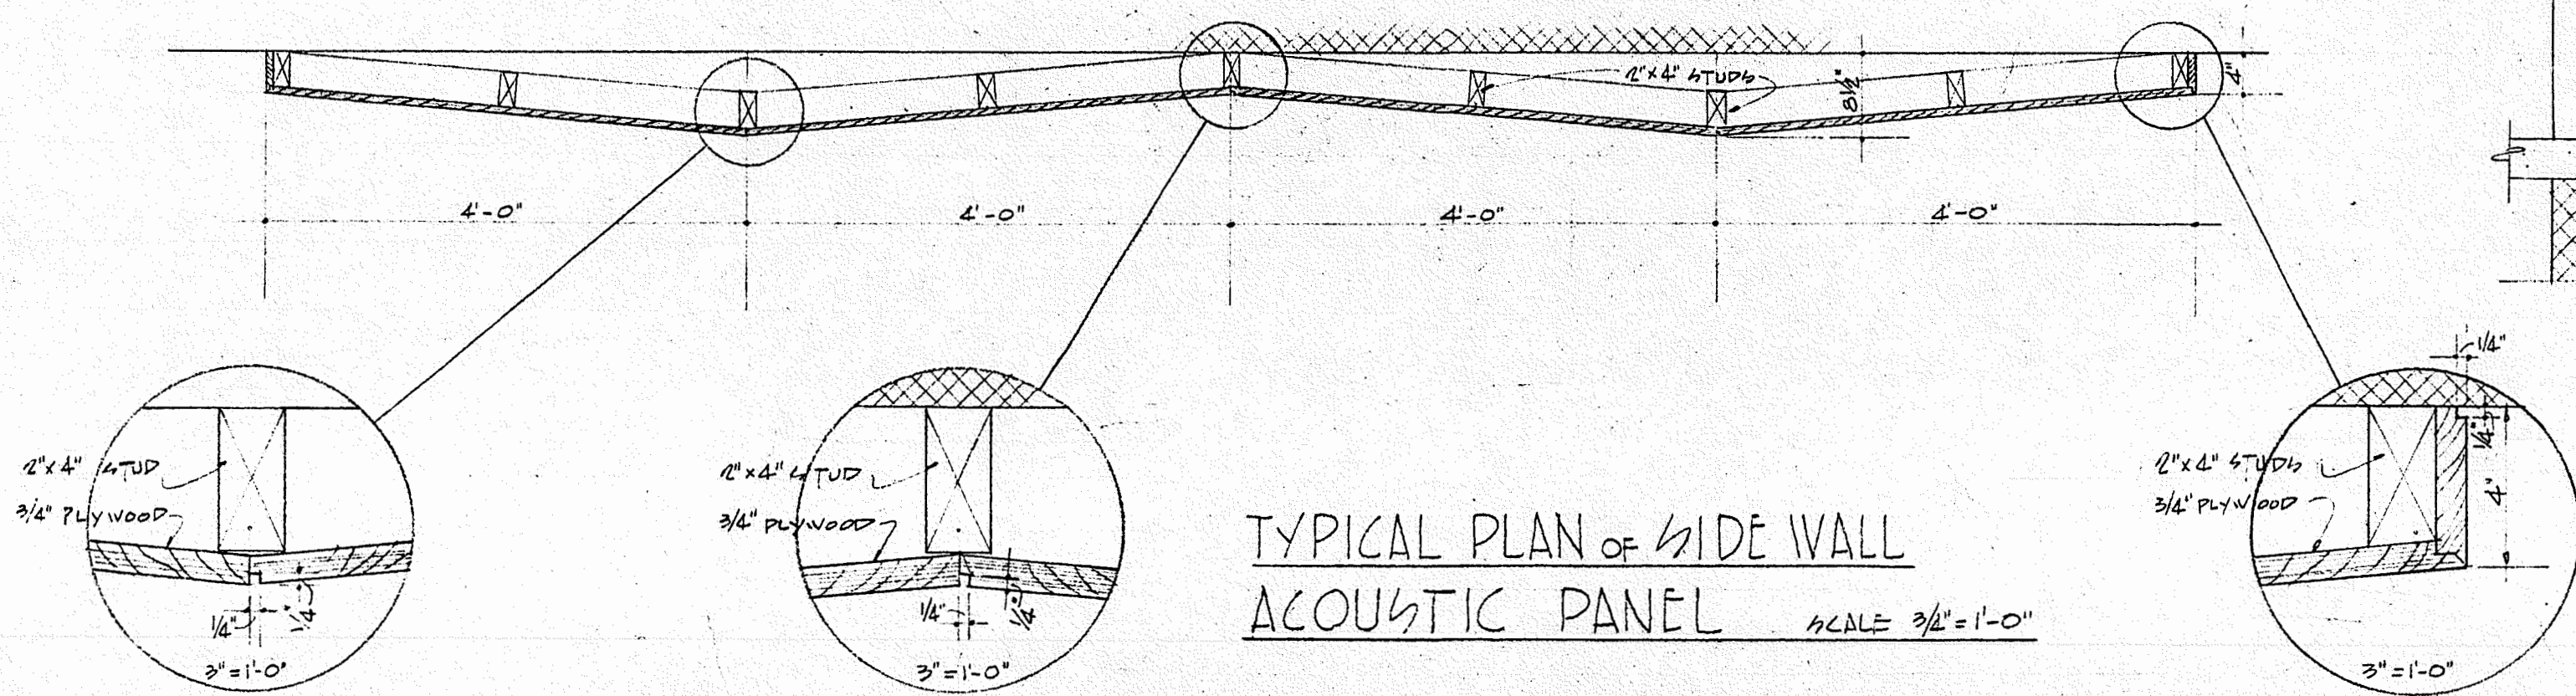 2"x4" STUDS
8½"
4"
4'-0"
4'-0"
4'-0"
4'-0"
2"x4" STUD
3/4" PLYWOOD
1/4"
1/4"
3"=1'-0"
2"x4" STUD
3/4" PLYWOOD
1/4"
1/4"
3"=1'-0"
TYPICAL PLAN OF SIDE WALL
ACOUSTIC PANEL SCALE 3/4"=1'-0"
1/4"
1/4"
2"x4" STUDS
3/4" PLYWOOD
4"
3"=1'-0"